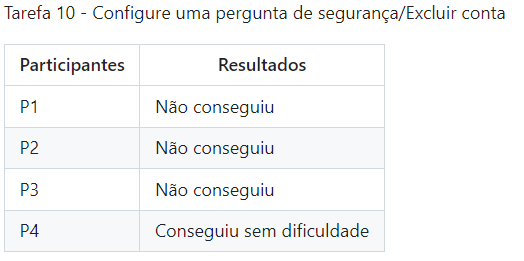 Tarefa 10 - Configure uma pergunta de segurança/Excluir conta
Participantes Resultados
P1 Não conseguiu
P2 Não conseguiu
P3 Não conseguiu
P4 Conseguiu sem dificuldade